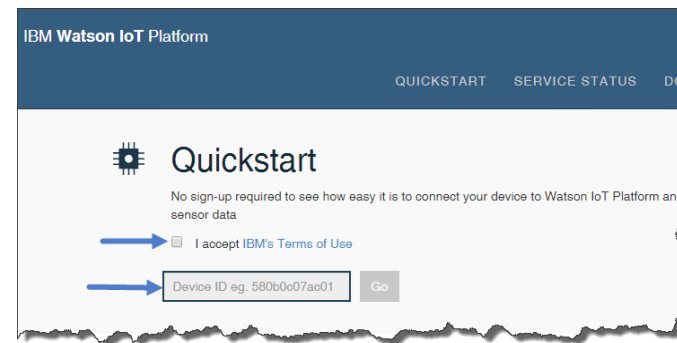 IBM Watson IoT Platform
QUICKSTART SERVICE STATUS
Quickstart
No sign-up required to see how easy it is to connect your device to Watson IoT Platform
sensor data
I accept IBM's Terms of Use
Device ID eg. 580b0c07ac01 Go